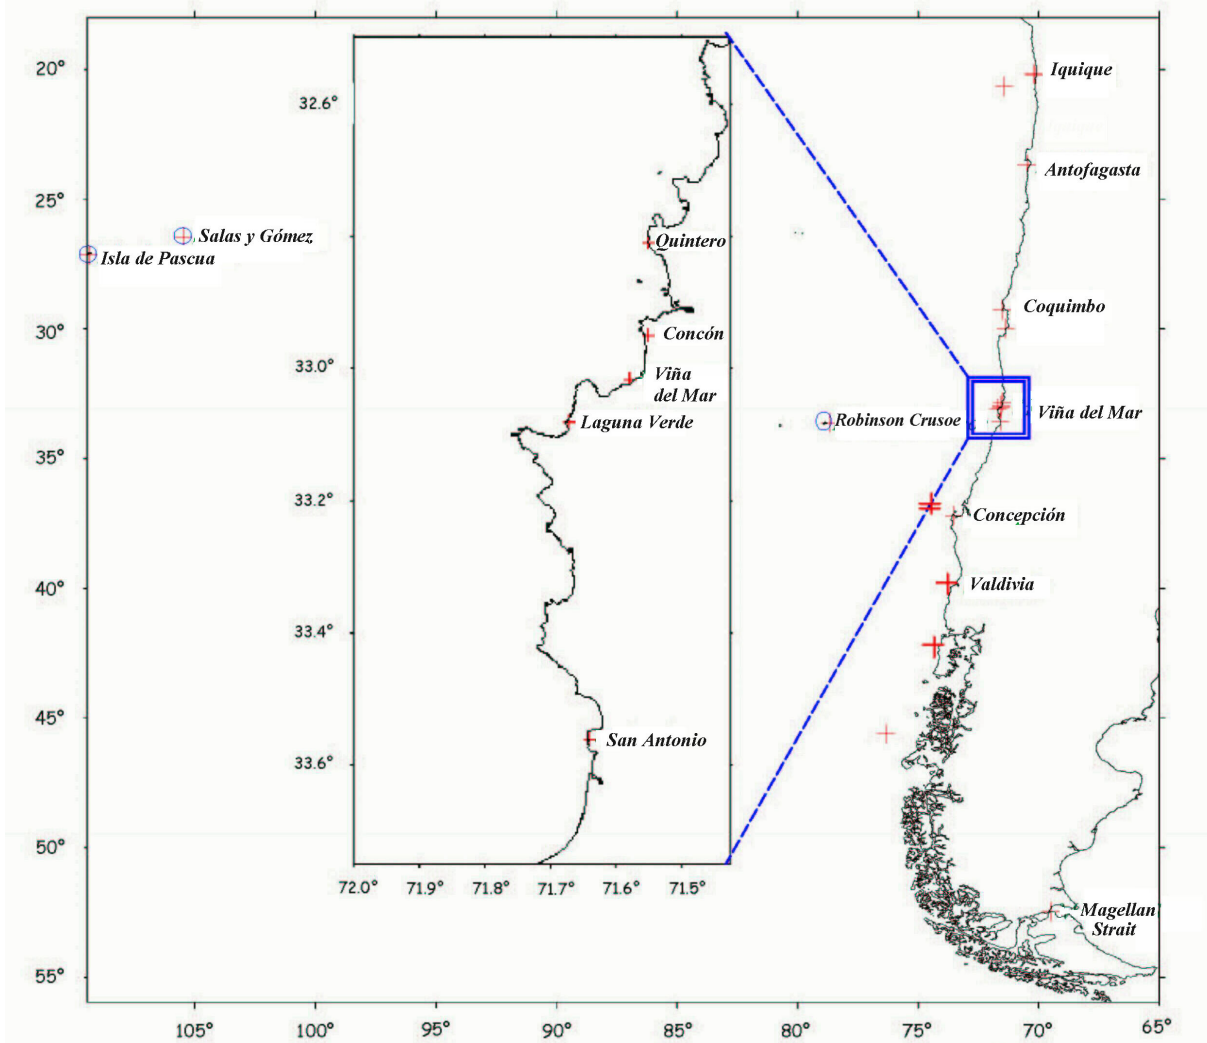 20°
25°
30°
35°
40°
45°
50°
55°
105°
100°
95°
90°
85°
80°
75°
70°
65°
32.6°
33.0°
33.2°
33.4°
33.6°
72.0°
71.9°
71.8°
71.7°
71.6°
71.5°
Salas y Gómez
Isla de Pascua
Quintero
Concón
Viña
del Mar
Laguna Verde
San Antonio
Iquique
Antofagasta
Coquimbo
Viña del Mar
Robinson Crusoe
Concepción
Valdivia
Magellan
Strait